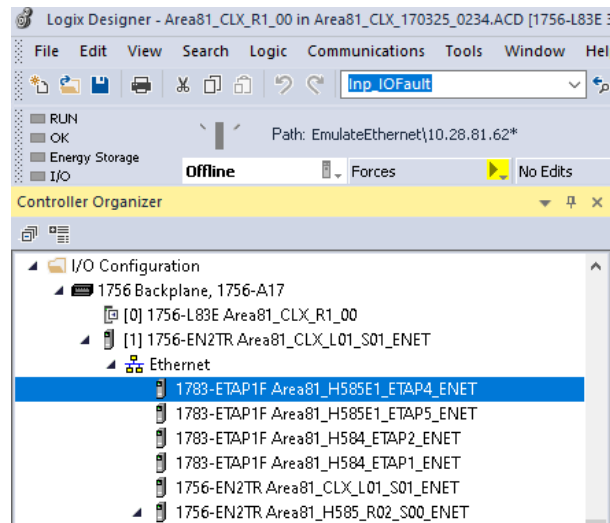 Logix Designer - Area81_CLX_R1_00 in Area81_CLX_170325_0234.ACD [1756-L83E
File Edit View Search Logic Communications Tools Window Hel
Inp_IOFault
RUN
OK
Energy Storage
I/O
Path: EmulateEthernet\10.28.81.62*
Offline Forces No Edits
Controller Organizer
I/O Configuration
1756 Backplane, 1756-A17
[0] 1756-L83E Area81_CLX_R1_00
[1] 1756-EN2TR Area81_CLX_L01_S01_ENET
Ethernet
1783-ETAP1F Area81_H585E1_ETAP4_ENET
1783-ETAP1F Area81_H585E1_ETAP5_ENET
1783-ETAP1F Area81_H584_ETAP2_ENET
1783-ETAP1F Area81_H584_ETAP1_ENET
1756-EN2TR Area81_CLX_L01_S01_ENET
1756-EN2TR Area81_H585_R02_S00_ENET